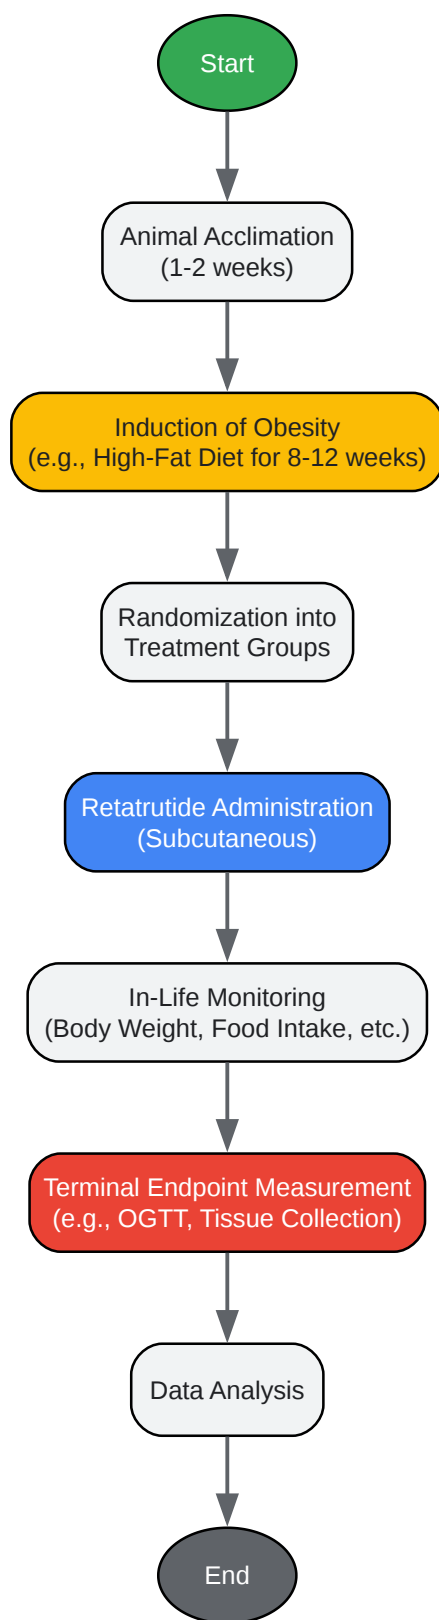 Start
Animal Acclimation
(1-2 weeks)
Induction of Obesity
(e.g., High-Fat Diet for 8-12 weeks)
Randomization into
Treatment Groups
Retatrutide Administration
(Subcutaneous)
In-Life Monitoring
(Body Weight, Food Intake, etc.)
Terminal Endpoint Measurement
(e.g., OGTT, Tissue Collection)
Data Analysis
End